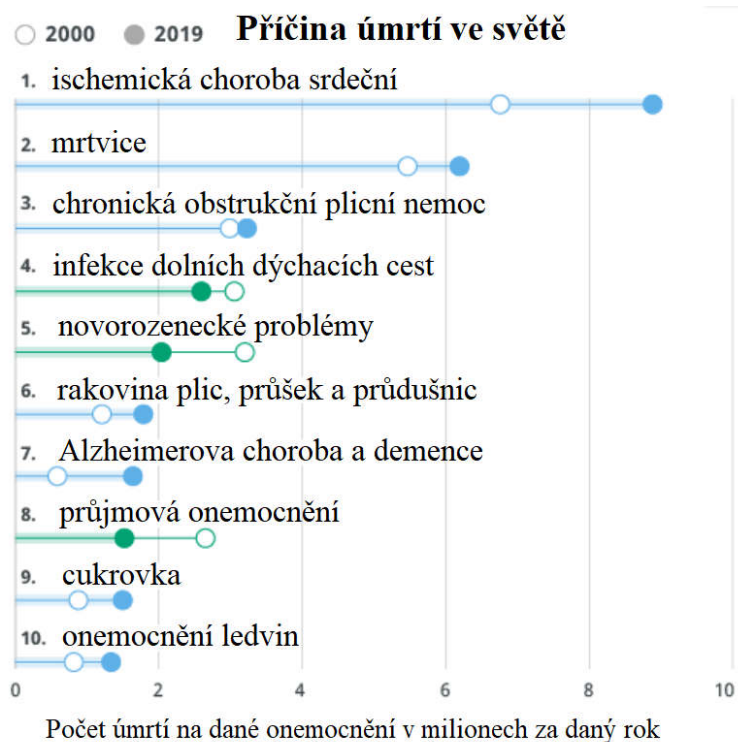 2000 2019 Příčina úmrtí ve světě
1. ischemická choroba srdeční
2. mrtvice
3. chronická obstrukční plicní nemoc
4. infekce dolních dýchacích cest
5. novorozenecké problémy
6. rakovina plic, průšek a průdušnic
7. Alzheimerova choroba a demence
8. průjmová onemocnění
9. cukrovka
10. onemocnění ledvin
0 2 4 6 8 10
Počet úmrtí na dané onemocnění v milionech za daný rok